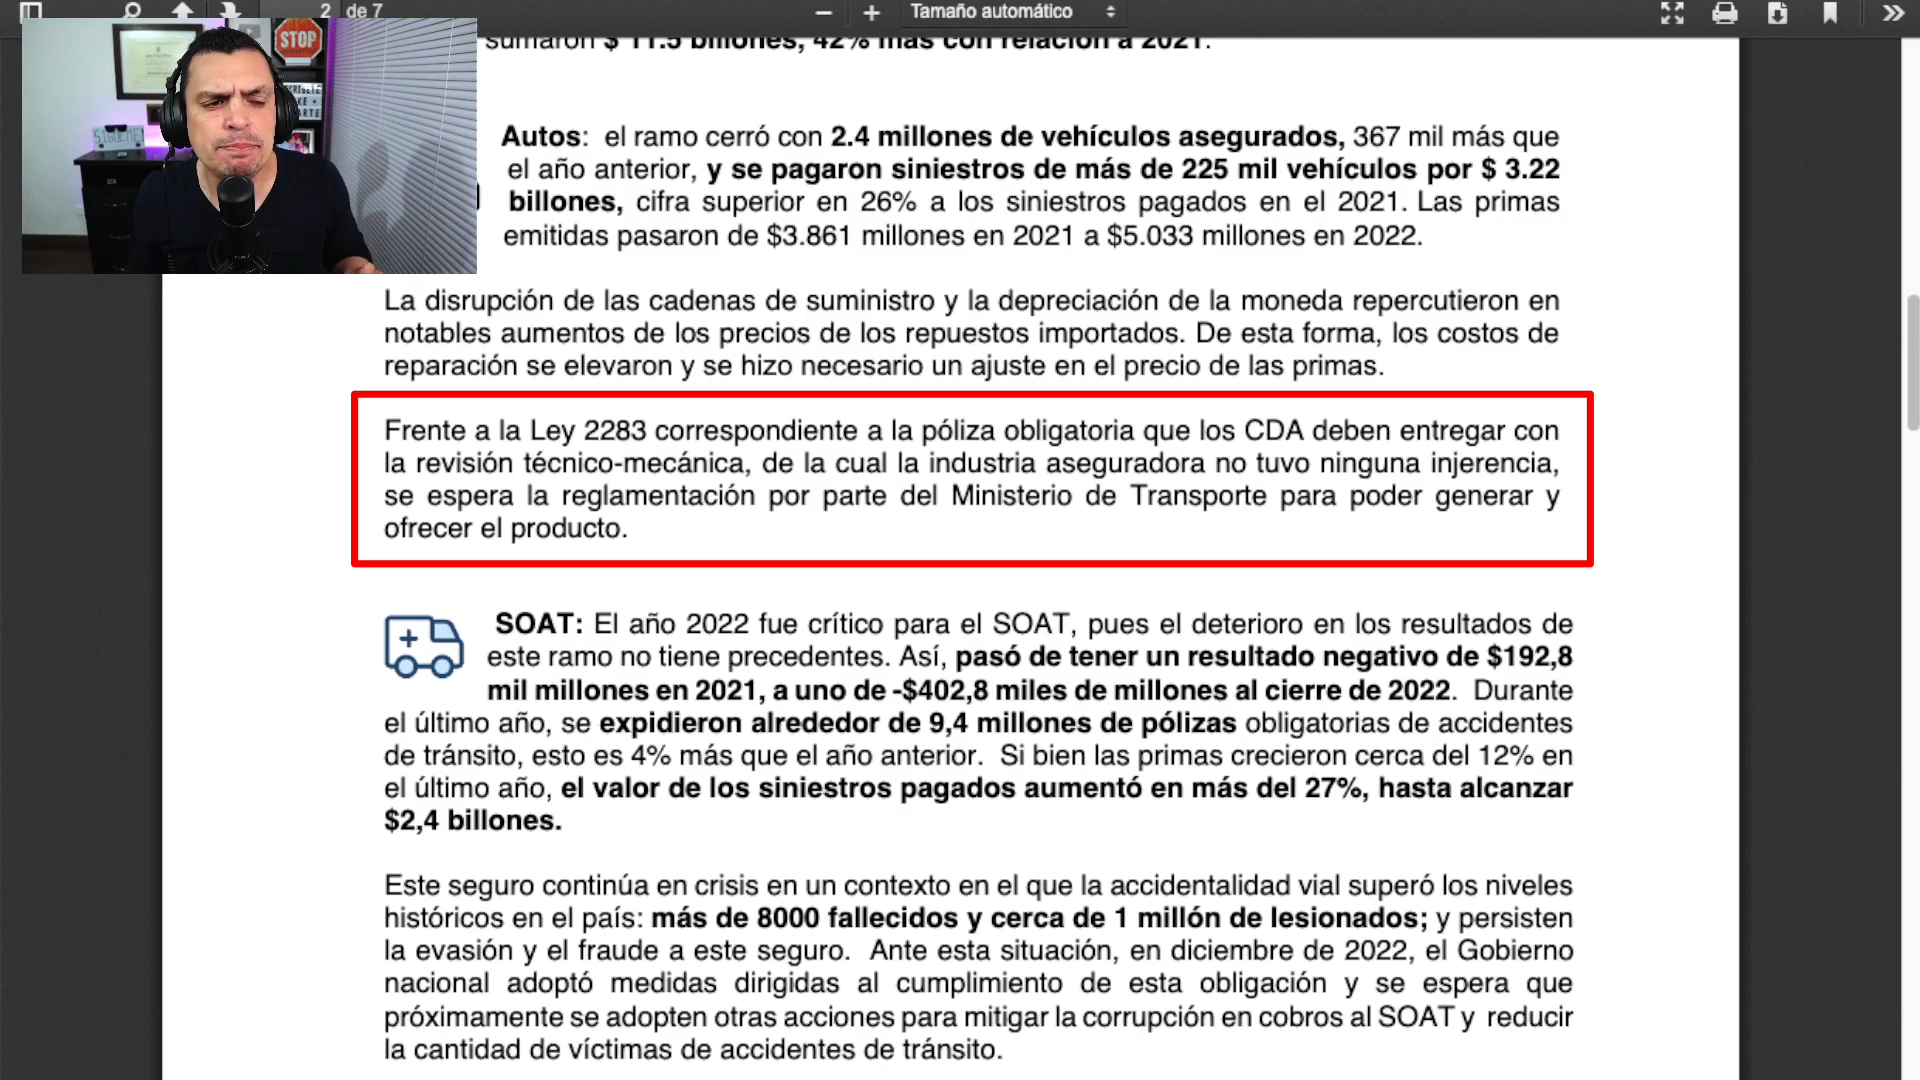 2 de 7
Tamaño automático
sumaron $ 11.5 billones, 42% más con relación a 2021.
STOP
Autos: el ramo cerró con 2.4 millones de vehículos asegurados, 367 mil más que
el año anterior, y se pagaron siniestros de más de 225 mil vehículos por $ 3.22
billones, cifra superior en 26% a los siniestros pagados en el 2021. Las primas
emitidas pasaron de $3.861 millones en 2021 a $5.033 millones en 2022.
La disrupción de las cadenas de suministro y la depreciación de la moneda repercutieron en
notables aumentos de los precios de los repuestos importados. De esta forma, los costos de
reparación se elevaron y se hizo necesario un ajuste en el precio de las primas.
Frente a la Ley 2283 correspondiente a la póliza obligatoria que los CDA deben entregar con
la revisión técnico-mecánica, de la cual la industria aseguradora no tuvo ninguna injerencia,
se espera la reglamentación por parte del Ministerio de Transporte para poder generar y
ofrecer el producto.
SOAT: El año 2022 fue crítico para el SOAT, pues el deterioro en los resultados de
este ramo no tiene precedentes. Así, pasó de tener un resultado negativo de $192,8
mil millones en 2021, a uno de -$402,8 miles de millones al cierre de 2022. Durante
el último año, se expidieron alrededor de 9,4 millones de pólizas obligatorias de accidentes
de tránsito, esto es 4% más que el año anterior. Si bien las primas crecieron cerca del 12% en
el último año, el valor de los siniestros pagados aumentó en más del 27%, hasta alcanzar
$2,4 billones.
Este seguro continúa en crisis en un contexto en el que la accidentalidad vial superó los niveles
históricos en el país: más de 8000 fallecidos y cerca de 1 millón de lesionados; y persisten
la evasión y el fraude a este seguro. Ante esta situación, en diciembre de 2022, el Gobierno
nacional adoptó medidas dirigidas al cumplimiento de esta obligación y se espera que
próximamente se adopten otras acciones para mitigar la corrupción en cobros al SOAT y reducir
la cantidad de víctimas de accidentes de tránsito.